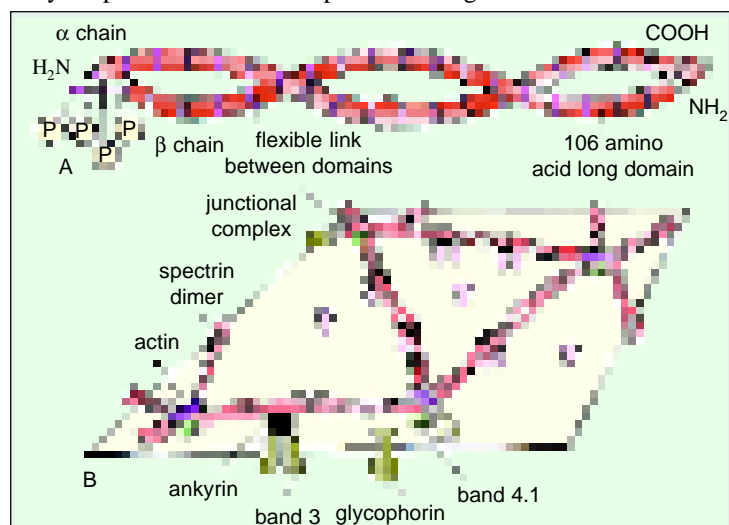 α chain
COOH
H₂N
NH₂
P P P
P
A
β chain
flexible link
between domains
106 amino
acid long domain
junctional
complex
spectrin
dimer
actin
B
ankyrin
band 3
glycophorin
band 4.1